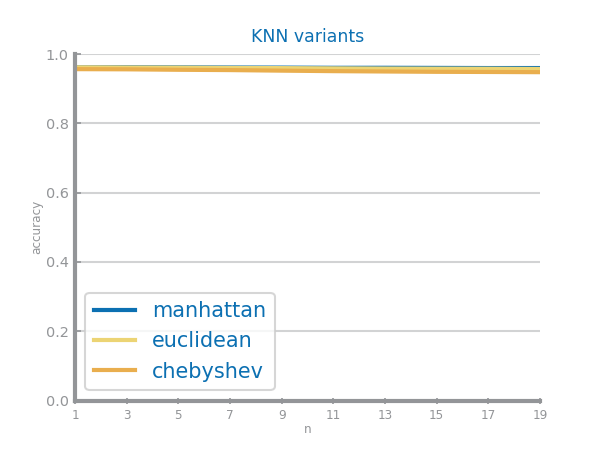 KNN variants
1.0
0.8
0.6
0.4
0.2
0.0
accuracy
manhattan
euclidean
chebyshev
1 3 5 7 9 11 13 15 17 19
n